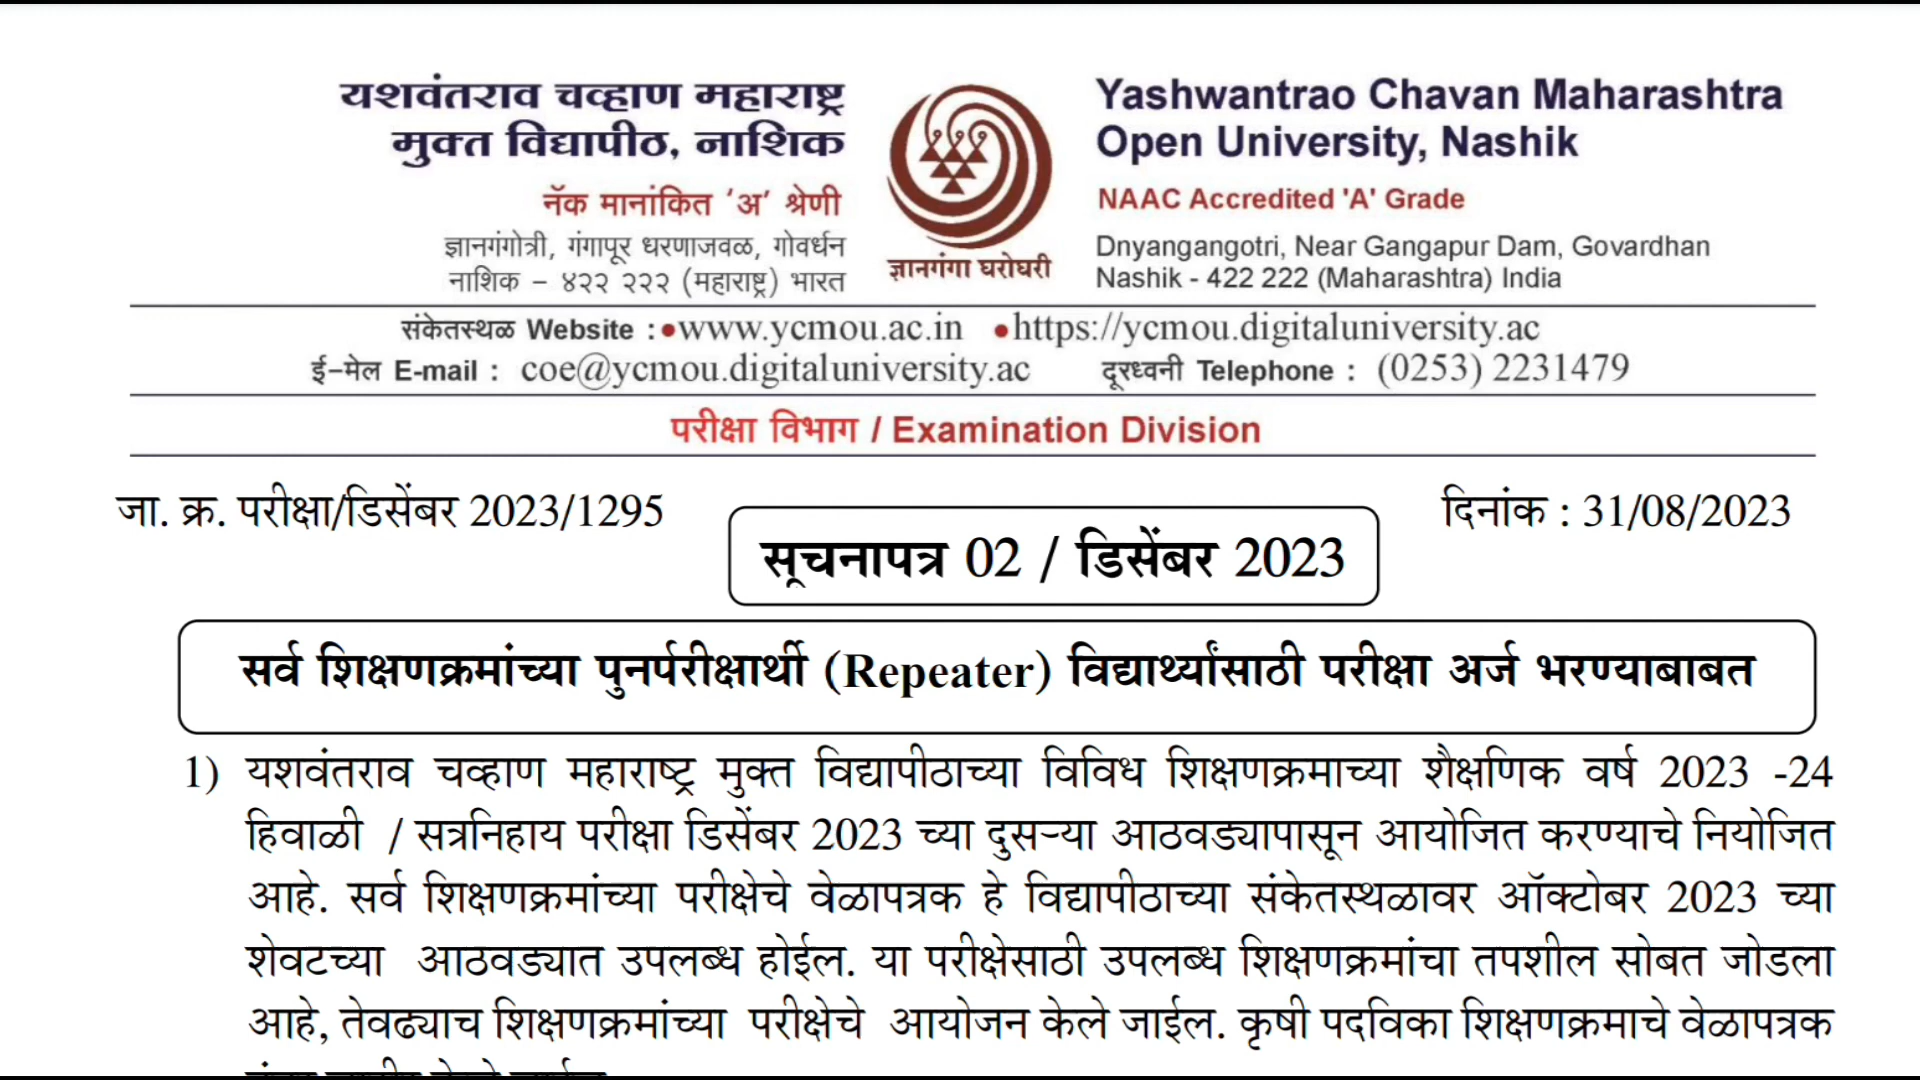 यशवंतराव चव्हाण महाराष्ट्र
मुक्त विद्यापीठ, नाशिक
नॅक मानांकित ‘अ’ श्रेणी
ज्ञानगंगोत्री, गंगापूर धरणाजवळ, गोवर्धन
नाशिक – ४२२ २२२ (महाराष्ट्र) भारत
ज्ञानगंगा घरोघरी
Yashwantrao Chavan Maharashtra
Open University, Nashik
NAAC Accredited 'A' Grade
Dnyangangotri, Near Gangapur Dam, Govardhan
Nashik - 422 222 (Maharashtra) India
संकेतस्थळ Website : •www.ycmou.ac.in •https://ycmou.digitaluniversity.ac
ई–मेल E-mail : coe@ycmou.digitaluniversity.ac दूरध्वनी Telephone : (0253) 2231479
परीक्षा विभाग / Examination Division
जा. क्र. परीक्षा/डिसेंबर 2023/1295 दिनांक : 31/08/2023
सूचनापत्र 02 / डिसेंबर 2023
सर्व शिक्षणक्रमांच्या पुनर्परीक्षार्थी (Repeater) विद्यार्थ्यांसाठी परीक्षा अर्ज भरण्याबाबत
1) यशवंतराव चव्हाण महाराष्ट्र मुक्त विद्यापीठाच्या विविध शिक्षणक्रमाच्या शैक्षणिक वर्ष 2023 -24
हिवाळी / सत्रनिहाय परीक्षा डिसेंबर 2023 च्या दुसऱ्या आठवड्यापासून आयोजित करण्याचे नियोजित
आहे. सर्व शिक्षणक्रमांच्या परीक्षेचे वेळापत्रक हे विद्यापीठाच्या संकेतस्थळावर ऑक्टोबर 2023 च्या
शेवटच्या आठवड्यात उपलब्ध होईल. या परीक्षेसाठी उपलब्ध शिक्षणक्रमांचा तपशील सोबत जोडला
आहे, तेवढ्याच शिक्षणक्रमांच्या परीक्षेचे आयोजन केले जाईल. कृषी पदविका शिक्षणक्रमाचे वेळापत्रक